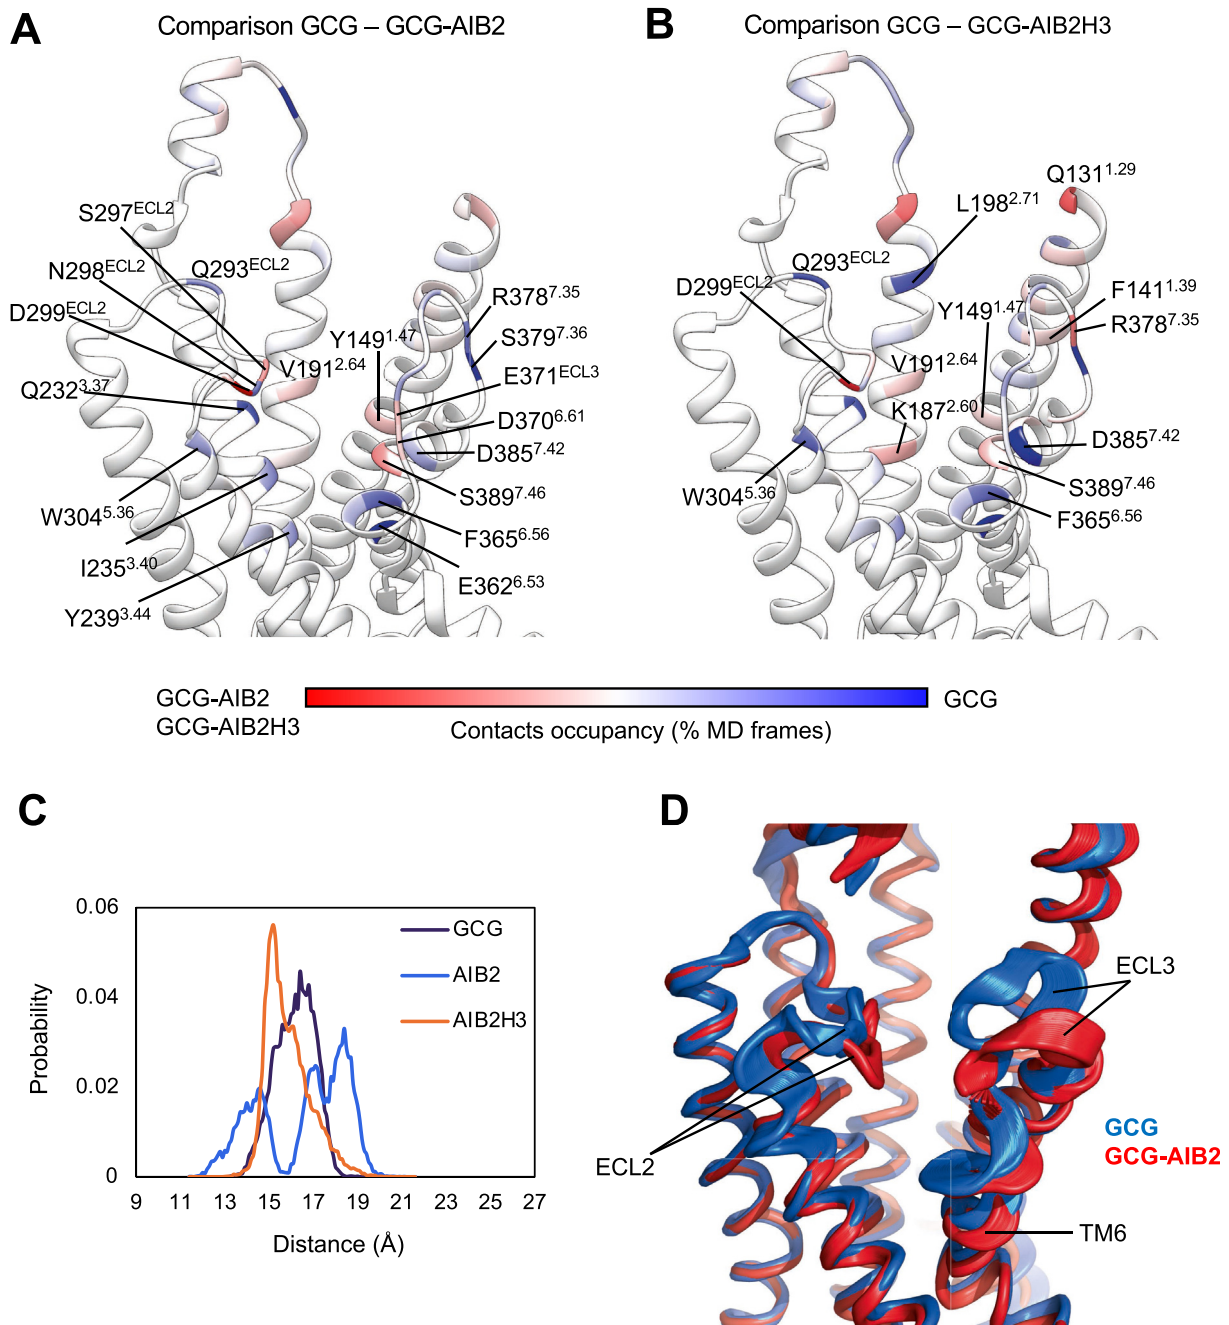 A
Comparison GCG – GCG-AIB2
S297ECL2
N298ECL2
Q293ECL2
D299ECL2
Q2323.37
V1912.64
Y1491.47
R3787.35
S3797.36
E371ECL3
D3706.61
D3857.42
S3897.46
W3045.36
F3656.56
I2353.40
E3626.53
Y2393.44
B
Comparison GCG – GCG-AIB2H3
Q1311.29
L1982.71
Q293ECL2
D299ECL2
Y1491.47
F1411.39
R3787.35
V1912.64
K1872.60
D3857.42
S3897.46
W3045.36
F3656.56
GCG-AIB2
GCG-AIB2H3
GCG
Contacts occupancy (% MD frames)
C
Probability
0.06
0.04
0.02
0
9 11 13 15 17 19 21 23 25 27
Distance (Å)
GCG
AIB2
AIB2H3
D
ECL3
ECL2
GCG
GCG-AIB2
TM6